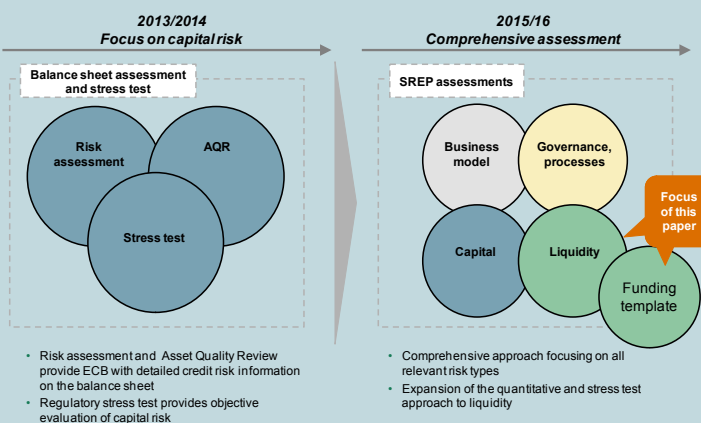 2013/2014
Focus on capital risk
Balance sheet assessment
and stress test
Risk
assessment
AQR
Stress test
• Risk assessment and Asset Quality Review
provide ECB with detailed credit risk information
on the balance sheet
• Regulatory stress test provides objective
evaluation of capital risk
2015/16
Comprehensive assessment
SREP assessments
Business
model
Governance,
processes
Focus
of this
paper
Capital
Liquidity
Funding
template
• Comprehensive approach focusing on all
relevant risk types
• Expansion of the quantitative and stress test
approach to liquidity